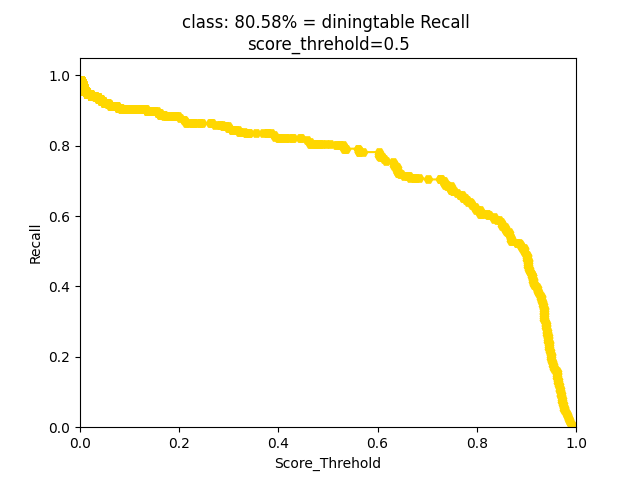 class: 80.58% = diningtable Recall
score_threhold=0.5
1.0
0.8
0.6
0.4
0.2
0.0
Recall
0.0 0.2 0.4 0.6 0.8 1.0
Score_Threhold